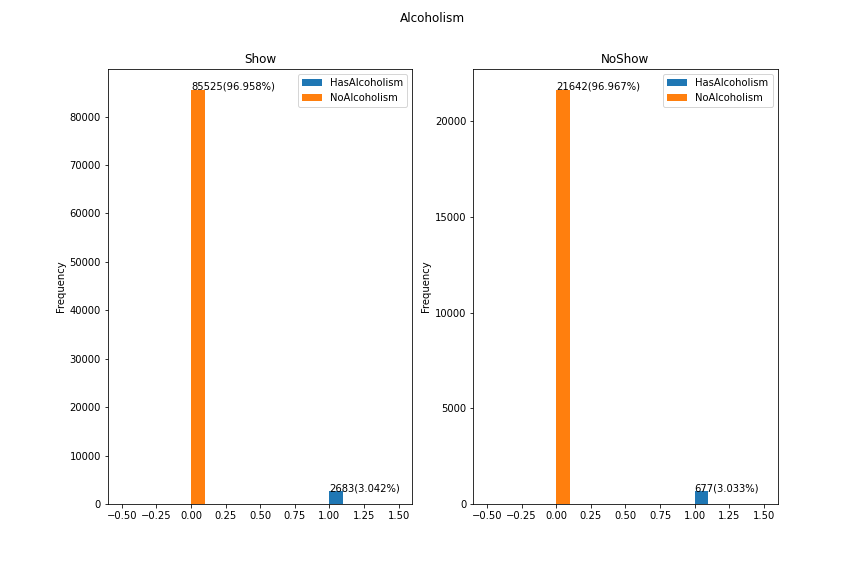 Alcoholism
Show
85525(96.958%)
HasAlcoholism
NoAlcoholism
2683(3.042%)
Frequency
80000
70000
60000
50000
40000
30000
20000
10000
0
−0.50 −0.25 0.00 0.25 0.50 0.75 1.00 1.25 1.50
NoShow
21642(96.967%)
HasAlcoholism
NoAlcoholism
677(3.033%)
Frequency
20000
15000
10000
5000
0
−0.50 −0.25 0.00 0.25 0.50 0.75 1.00 1.25 1.50